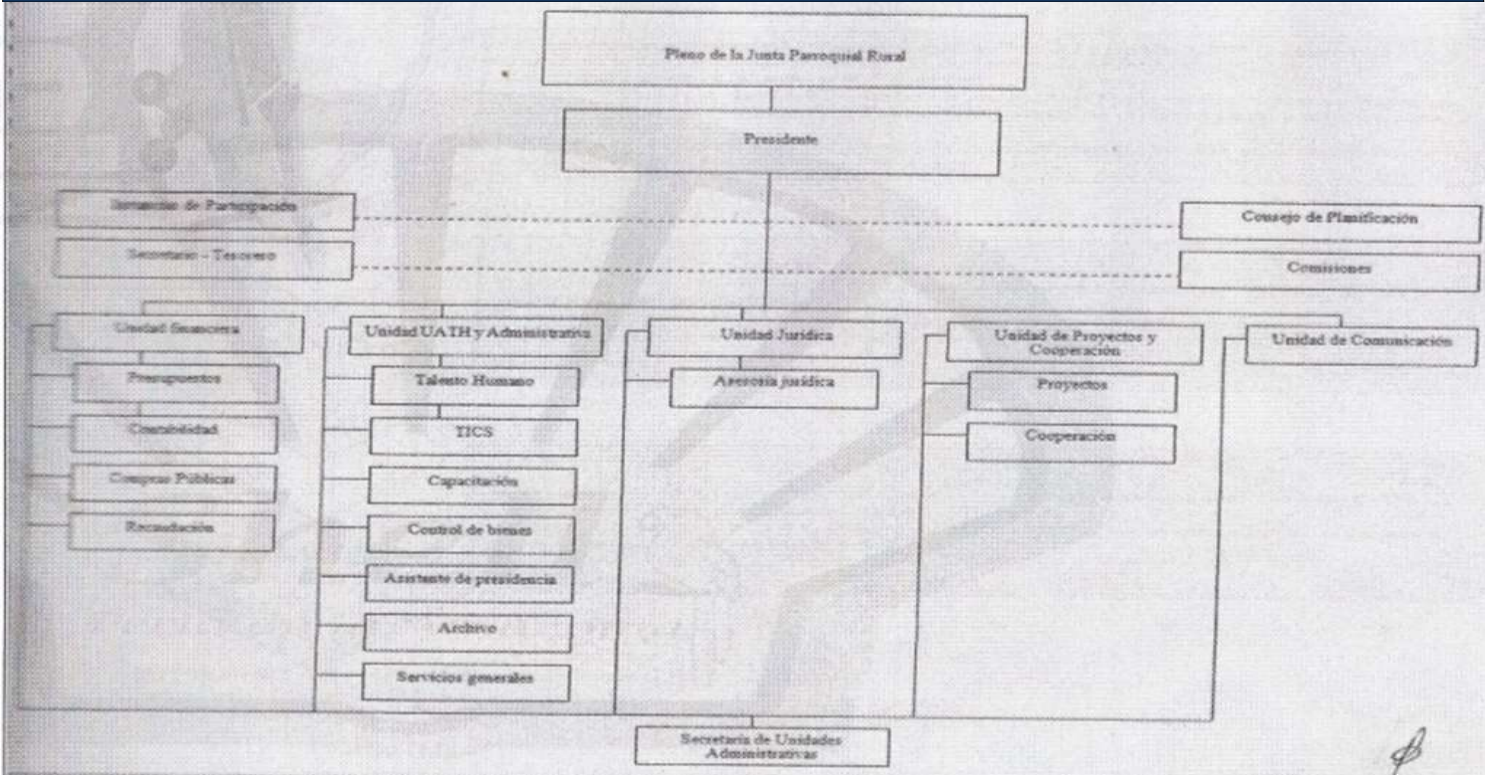 Pleno de la Junta Parroquial Rural
Presidente
Instancias de Participación
Consejo de Planificación
Secretario - Tesorero
Comisiones
Unidad financiera
Presupuestos
Contabilidad
Compras Públicas
Recaudación
Unidad UATH y Administrativa
Talento Humano
TICS
Capacitación
Control de bienes
Asistente de presidencia
Archivo
Servicios generales
Unidad Jurídica
Asesoría jurídica
Unidad de Proyectos y
Cooperación
Proyectos
Cooperación
Unidad de Comunicación
Secretaría de Unidades
Administrativas